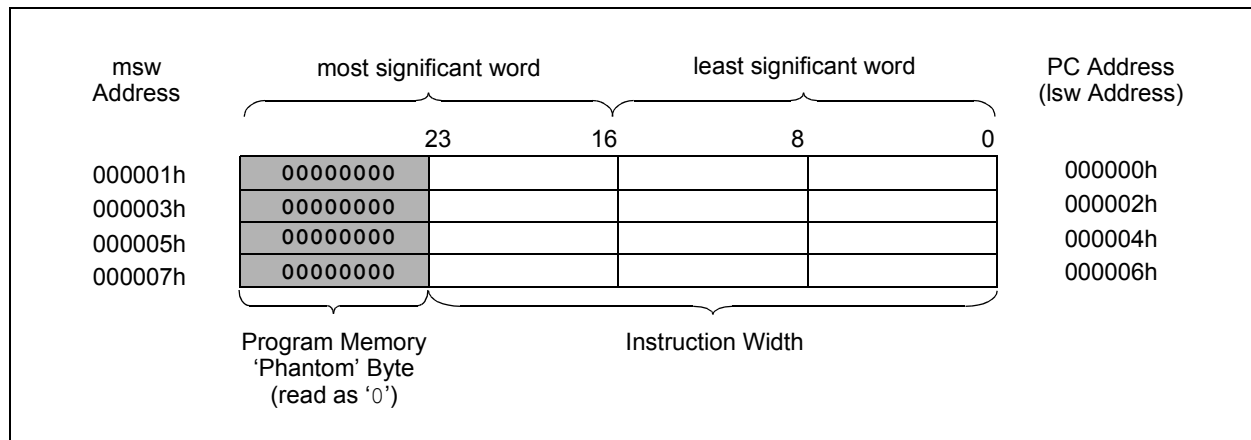 msw
Address
most significant word
least significant word
PC Address
(lsw Address)
23
16
8
0
000001h
00000000
000000h
000003h
00000000
000002h
000005h
00000000
000004h
000007h
00000000
000006h
Program Memory
‘Phantom’ Byte
(read as ‘0’)
Instruction Width